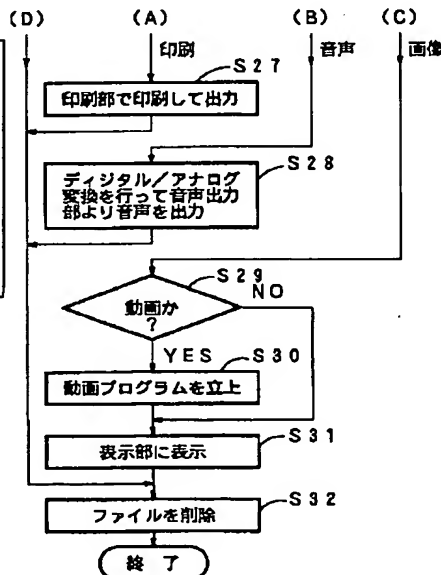 (D) (A) (B) (C)
印刷 音声 画像
S27
印刷部で印刷して出力
S28
ディジタル/アナログ
変換を行って音声出力
部より音声を出力
S29
動画か
?
NO
YES
S30
動画プログラムを立上
S31
表示部に表示
S32
ファイルを削除
終了